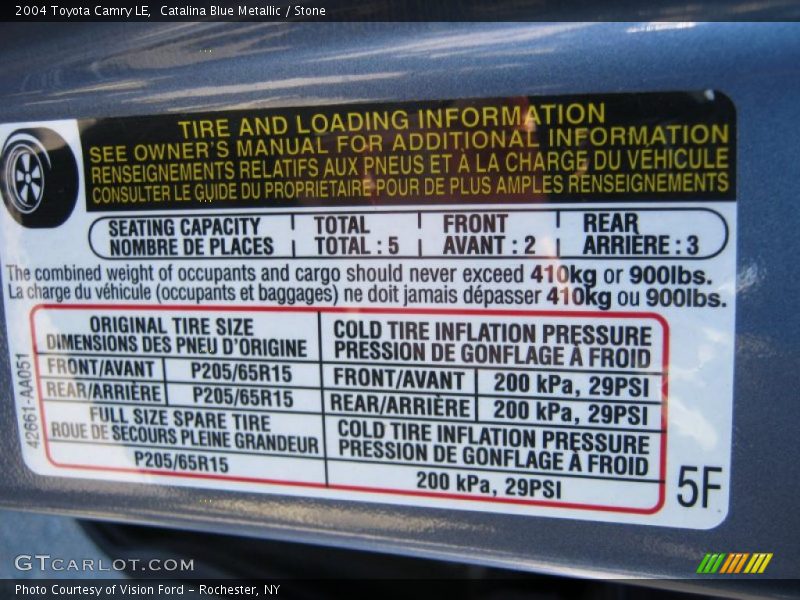 2004 Toyota Camry LE,  Catalina Blue Metallic / Stone
TIRE AND LOADING INFORMATION
SEE OWNER'S MANUAL FOR ADDITIONAL INFORMATION
RENSEIGNEMENTS RELATIFS AUX PNEUS ET À LA CHARGE DU VÉHICULE
CONSULTER LE GUIDE DU PROPRIETAIRE POUR DE PLUS AMPLES RENSEIGNEMENTS
SEATING CAPACITY TOTAL FRONT REAR
NOMBRE DE PLACES TOTAL : 5 AVANT : 2 ARRIÈRE : 3
The combined weight of occupants and cargo should never exceed 410kg or 900lbs.
La charge du véhicule (occupants et baggages) ne doit jamais dépasser 410kg ou 900lbs.
ORIGINAL TIRE SIZE
DIMENSIONS DES PNEU D'ORIGINE
COLD TIRE INFLATION PRESSURE
PRESSION DE GONFLAGE À FROID
FRONT/AVANT P205/65R15
FRONT/AVANT 200 kPa, 29PSI
REAR/ARRIÈRE P205/65R15
REAR/ARRIÈRE 200 kPa, 29PSI
FULL SIZE SPARE TIRE
ROUE DE SECOURS PLEINE GRANDEUR
COLD TIRE INFLATION PRESSURE
PRESSION DE GONFLAGE À FROID
P205/65R15
200 kPa, 29PSI
42661-AA051
5F
GTCARLOT.COM
Photo Courtesy of Vision Ford - Rochester, NY